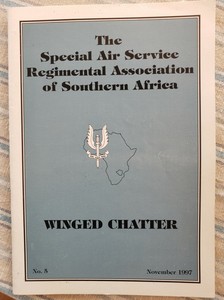 The
Special Air Service
Regimental Association
of Southern Africa
WINGED CHATTER
No. 8
November 1997